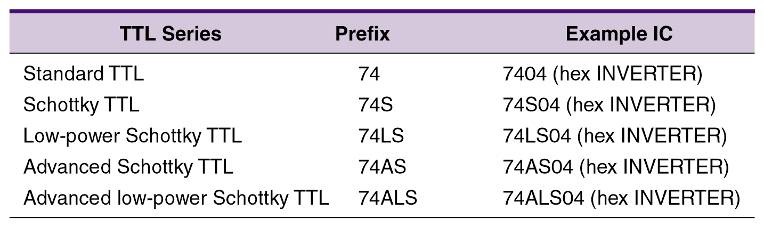 TTL Series Prefix Example IC
Standard TTL 74 7404 (hex INVERTER)
Schottky TTL 74S 74S04 (hex INVERTER)
Low-power Schottky TTL 74LS 74LS04 (hex INVERTER)
Advanced Schottky TTL 74AS 74AS04 (hex INVERTER)
Advanced low-power Schottky TTL 74ALS 74ALS04 (hex INVERTER)